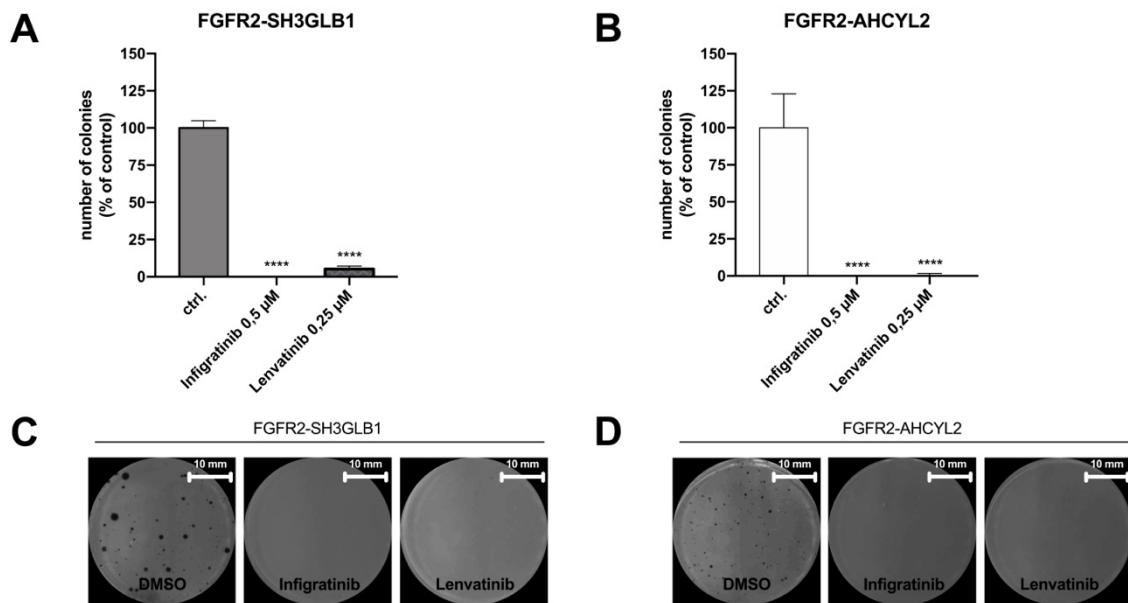 A
FGFR2-SH3GLB1
number of colonies
(% of control)
150
125
100
75
50
25
0
****
****
ctrl.
Infigratinib 0,5 µM
Lenvatinib 0,25 µM
B
FGFR2-AHCYL2
number of colonies
(% of control)
150
125
100
75
50
25
0
****
****
ctrl.
Infigratinib 0,5 µM
Lenvatinib 0,25 µM
C
FGFR2-SH3GLB1
10 mm
10 mm
10 mm
DMSO
Infigratinib
Lenvatinib
D
FGFR2-AHCYL2
10 mm
10 mm
10 mm
DMSO
Infigratinib
Lenvatinib